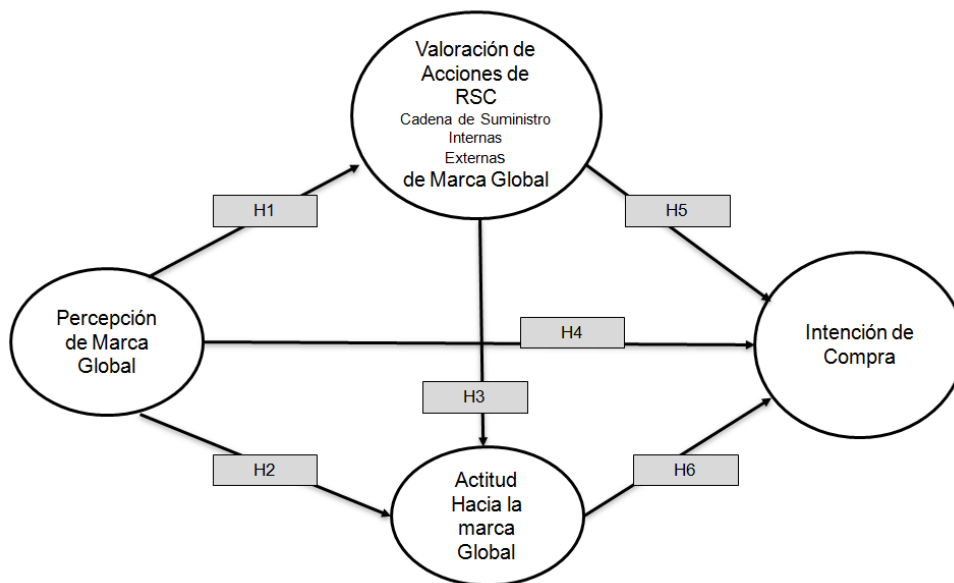 Valoración de
Acciones de
RSC
Cadena de Suministro
Internas
Externas
de Marca Global
H1
H5
Percepción
de Marca
Global
H4
Intención de
Compra
H3
H2
H6
Actitud
Hacia la
marca
Global